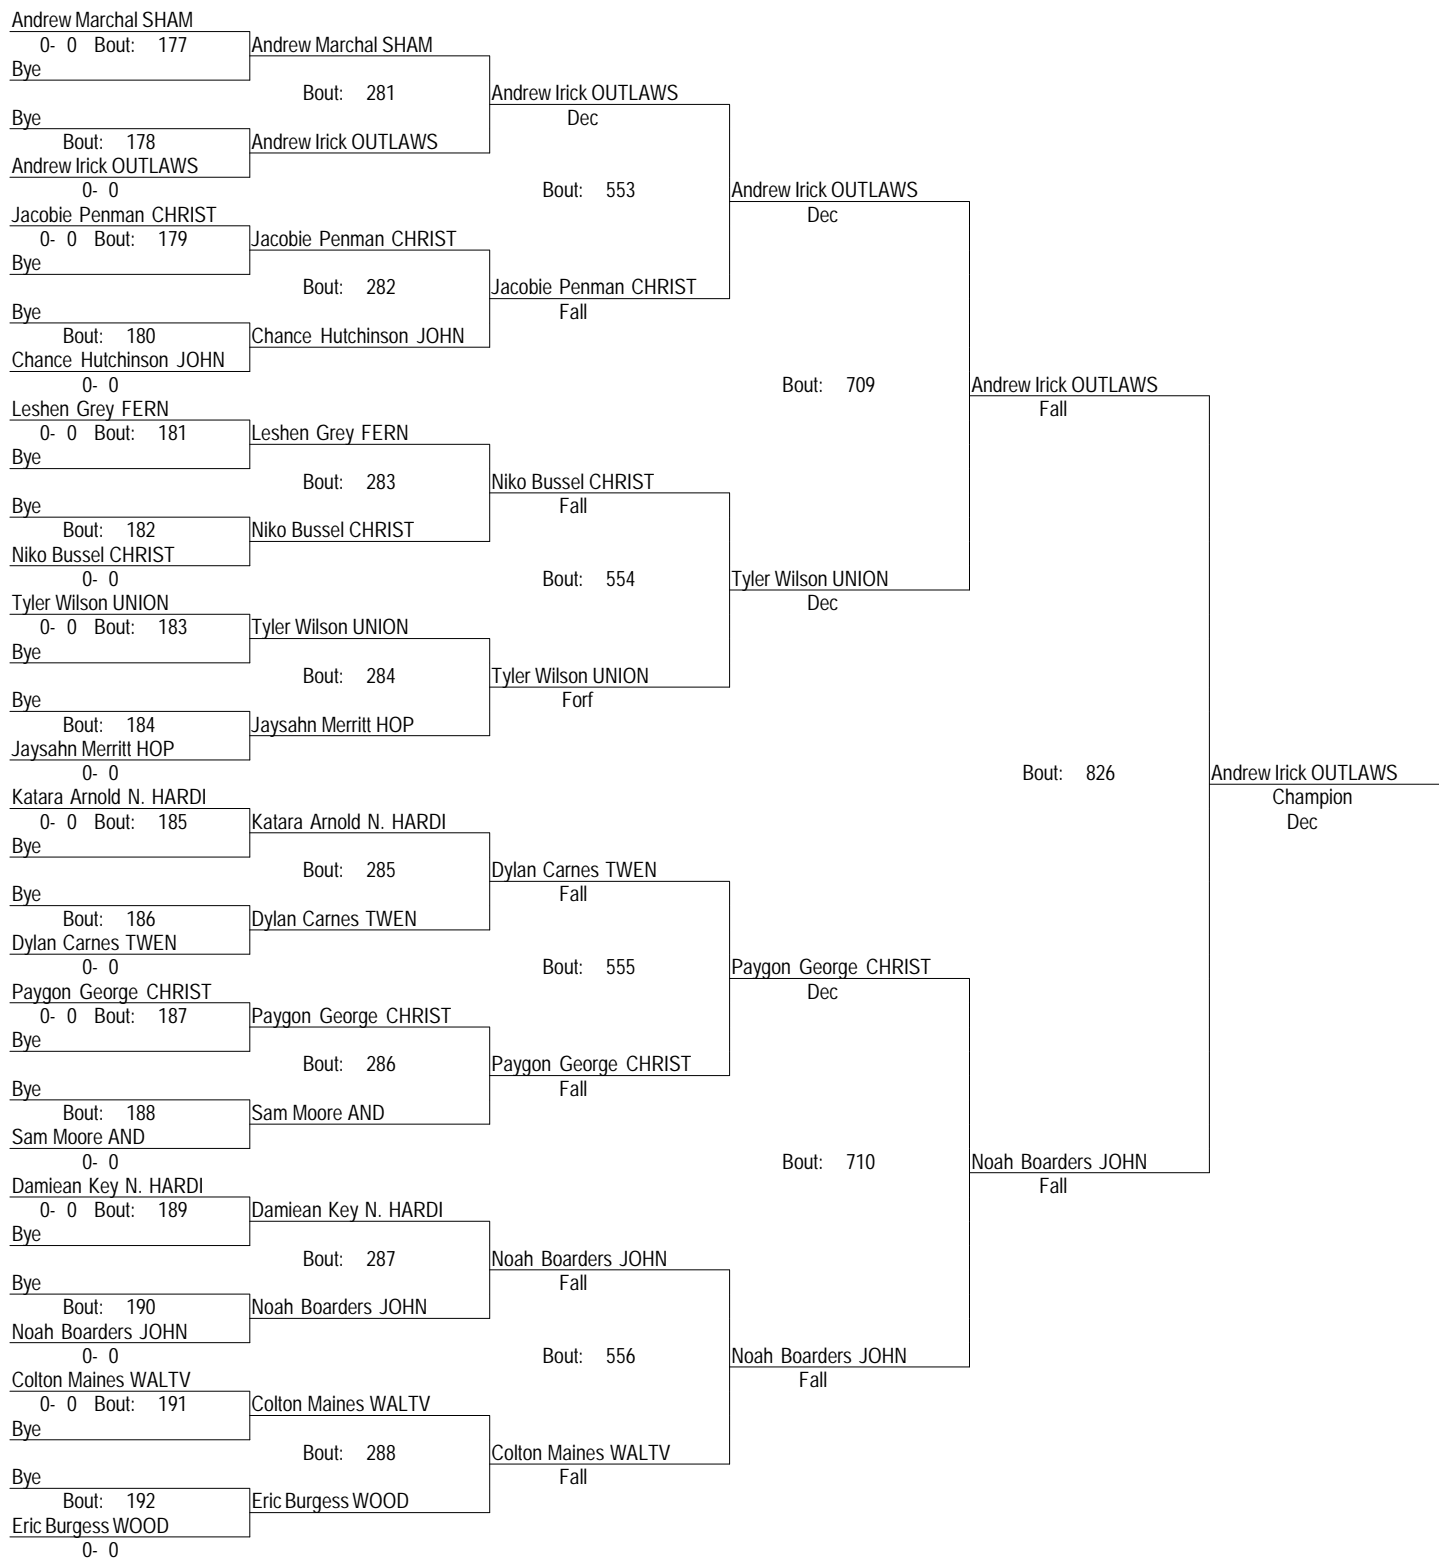 Andrew Marchal SHAM
0- 0 Bout: 177
Bye
Bye
Bout: 178
Andrew Irick OUTLAWS
0- 0
Jacobie Penman CHRIST
0- 0 Bout: 179
Bye
Bye
Bout: 180
Chance Hutchinson JOHN
0- 0
Leshen Grey FERN
0- 0 Bout: 181
Bye
Bye
Bout: 182
Niko Bussel CHRIST
0- 0
Tyler Wilson UNION
0- 0 Bout: 183
Bye
Bye
Bout: 184
Jaysahn Merritt HOP
0- 0
Katara Arnold N. HARDI
0- 0 Bout: 185
Bye
Bye
Bout: 186
Dylan Carnes TWEN
0- 0
Paygon George CHRIST
0- 0 Bout: 187
Bye
Bye
Bout: 188
Sam Moore AND
0- 0
Damiean Key N. HARDI
0- 0 Bout: 189
Bye
Bye
Bout: 190
Noah Boarders JOHN
0- 0
Colton Maines WALTV
0- 0 Bout: 191
Bye
Bye
Bout: 192
Eric Burgess WOOD
0- 0
Andrew Marchal SHAM
Bout: 281
Andrew Irick OUTLAWS
Jacobie Penman CHRIST
Bout: 282
Chance Hutchinson JOHN
Leshen Grey FERN
Bout: 283
Niko Bussel CHRIST
Tyler Wilson UNION
Bout: 284
Jaysahn Merritt HOP
Katara Arnold N. HARDI
Bout: 285
Dylan Carnes TWEN
Paygon George CHRIST
Bout: 286
Sam Moore AND
Damiean Key N. HARDI
Bout: 287
Noah Boarders JOHN
Colton Maines WALTV
Bout: 288
Eric Burgess WOOD
Andrew Irick OUTLAWS
Dec
Bout: 553
Jacobie Penman CHRIST
Fall
Niko Bussel CHRIST
Fall
Bout: 554
Tyler Wilson UNION
Forf
Dylan Carnes TWEN
Fall
Bout: 555
Paygon George CHRIST
Fall
Noah Boarders JOHN
Fall
Bout: 556
Colton Maines WALTV
Fall
Andrew Irick OUTLAWS
Dec
Bout: 709
Tyler Wilson UNION
Dec
Paygon George CHRIST
Dec
Bout: 710
Noah Boarders JOHN
Fall
Andrew Irick OUTLAWS
Fall
Bout: 826
Noah Boarders JOHN
Fall
Andrew Irick OUTLAWS
Champion
Dec